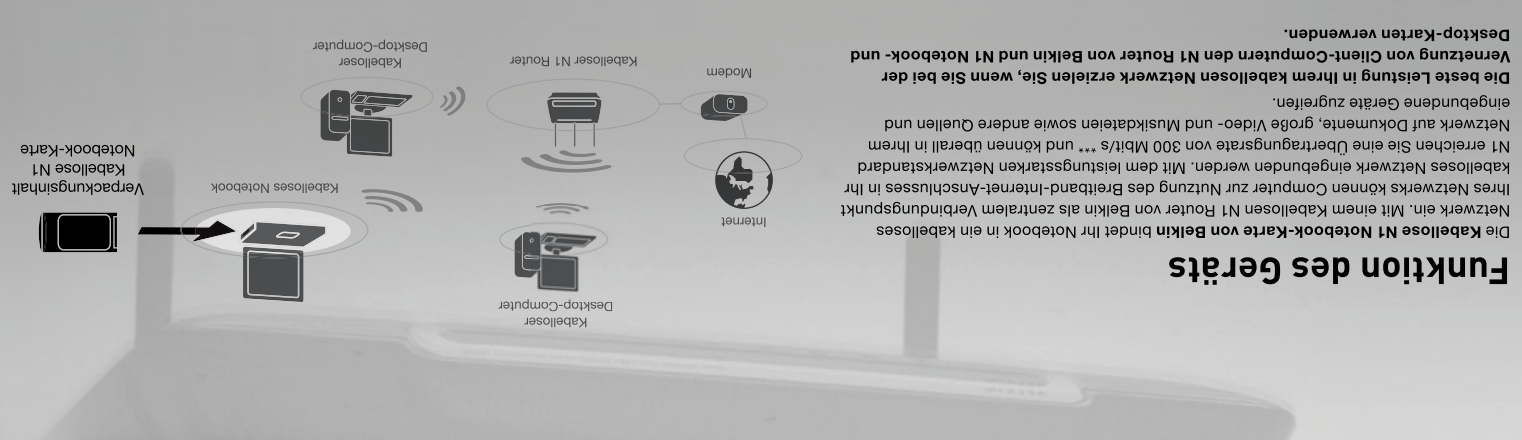 Funktion des Geräts
Die Kabellose N1 Notebook-Karte von Belkin bindet Ihr Notebook in ein kabelloses
Netzwerk ein. Mit einem Kabellosen N1 Router von Belkin als zentralem Verbindungspunkt
Ihres Netzwerks können Computer zur Nutzung des Breitband-Internet-Anschlusses in Ihr
kabelloses Netzwerk eingebunden werden. Mit dem leistungsstarken Netzwerkstandard
N1 erreichen Sie eine Übertragungsrate von 300 Mbit/s *** und können überall in Ihrem
Netzwerk auf Dokumente, große Video- und Musikdateien sowie andere Quellen und
eingebundene Geräte zugreifen.
Die beste Leistung in Ihrem kabellosen Netzwerk erzielen Sie, wenn Sie bei der
Vernetzung von Client-Computern den N1 Router von Belkin und N1 Notebook- und
Desktop-Karten verwenden.
Kabelloser
Desktop-Computer
Internet
Kabelloses Notebook
Verpackungsinhalt
Kabellose N1
Notebook-Karte
Modem
Kabelloser N1 Router
Kabelloser
Desktop-Computer